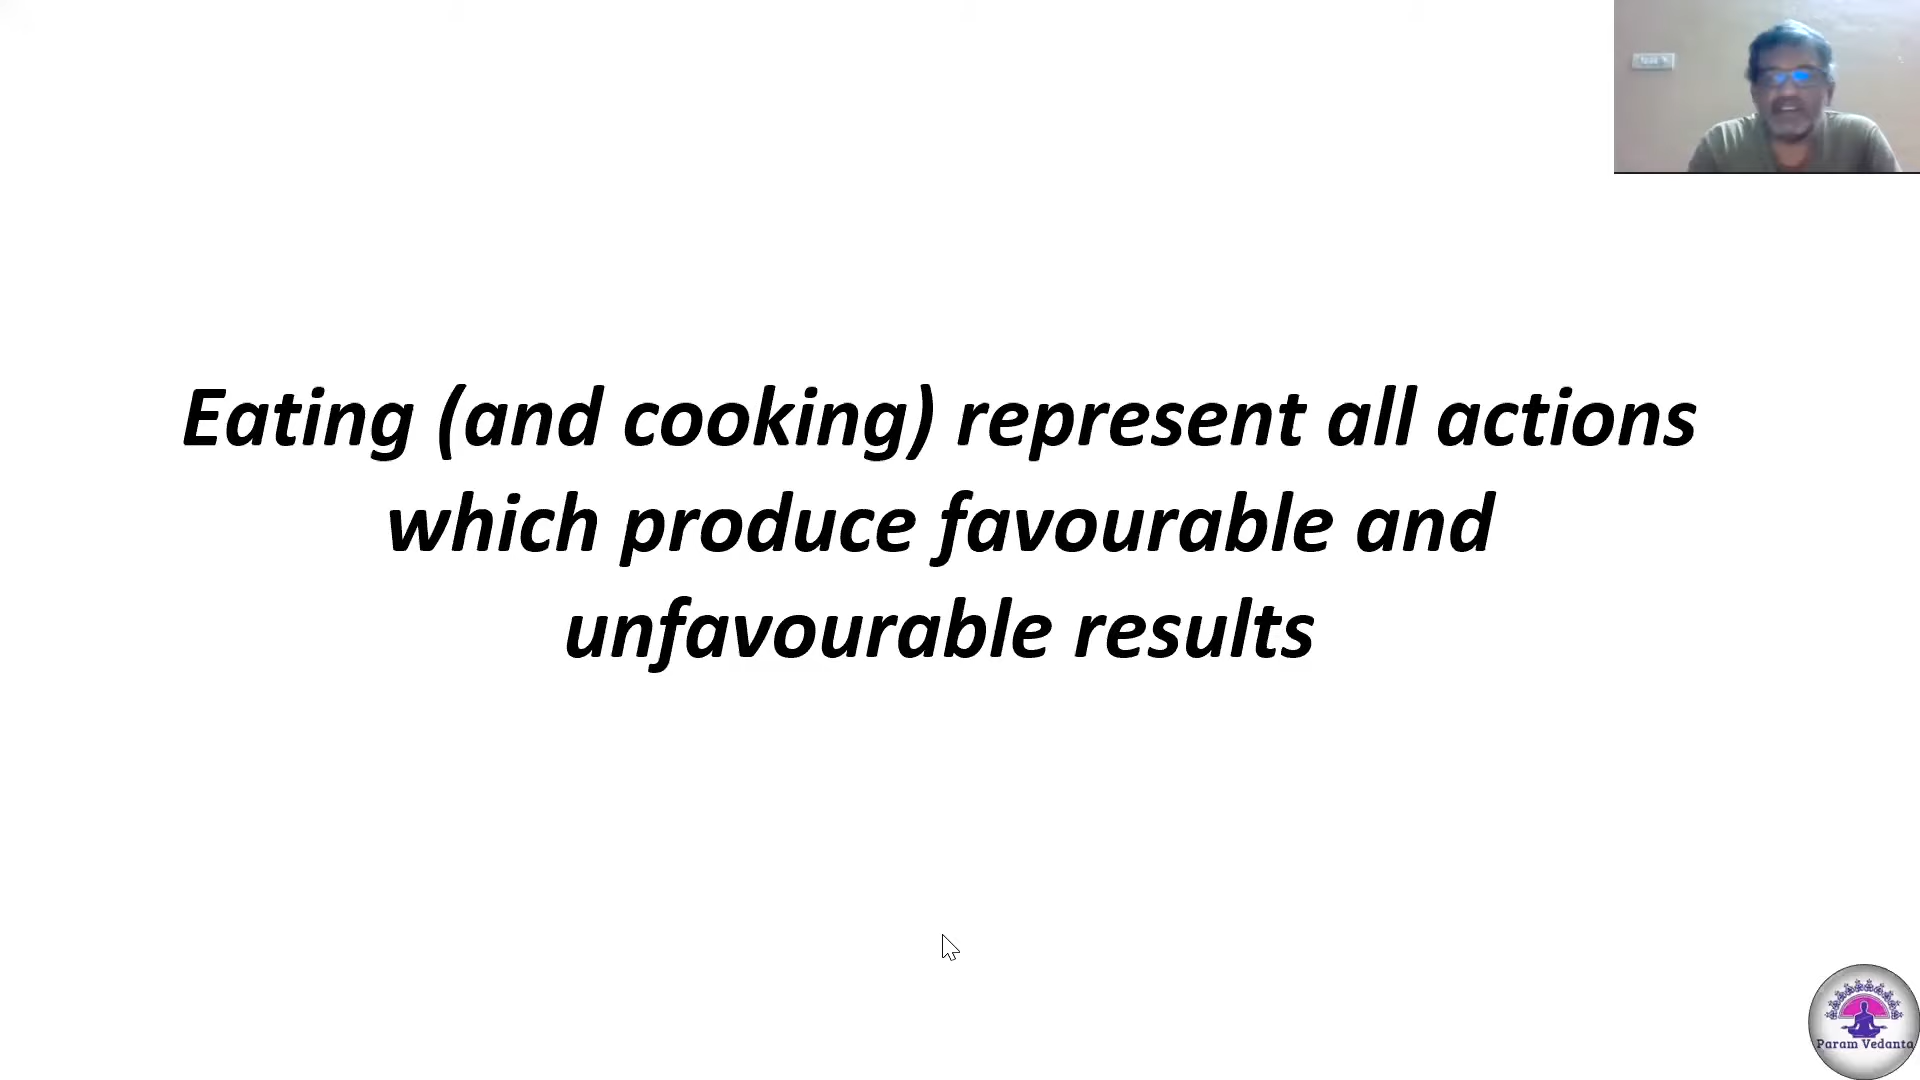 Eating (and cooking) represent all actions
which produce favourable and
unfavourable results
Param Vedanta